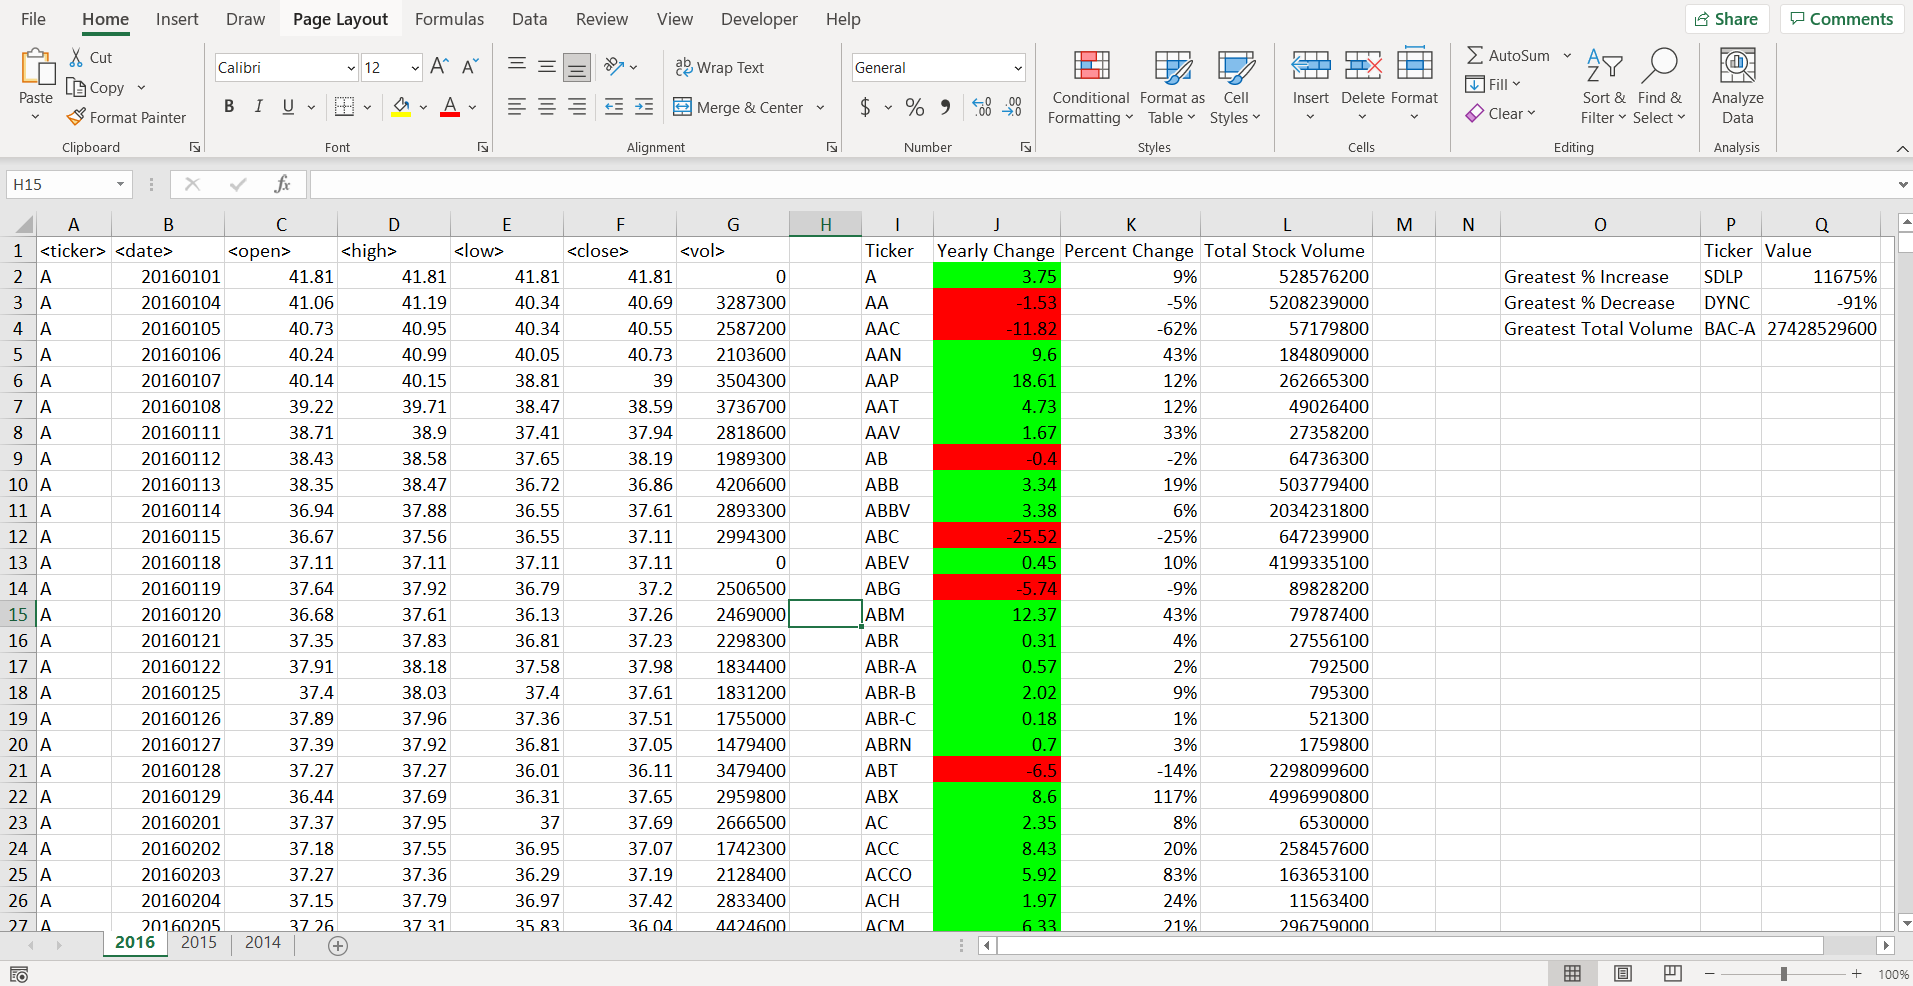 File Home Insert Draw Page Layout Formulas Data Review View Developer Help Share Comments
Cut
Copy
Format Painter
Paste
Clipboard
Calibri 12 A A
B I U A
Font
Wrap Text
Merge & Center
Alignment
General
$ % 9 .00 .00
Number
Conditional Formatting
Format as Table
Cell Styles
Styles
Insert Delete Format
Cells
AutoSum
Fill
Clear
Sort & Filter
Find & Select
Editing
Analyze Data
Analysis
H15 fx
A B C D E F G H I J K L M N O P Q
1 <ticker> <date> <open> <high> <low> <close> <vol> Ticker Yearly Change Percent Change Total Stock Volume Ticker Value
2 A 20160101 41.81 41.81 41.81 41.81 0 A 3.75 9% 528576200 Greatest % Increase SDLP 11675%
3 A 20160104 41.06 41.19 40.34 40.69 3287300 AA -1.53 -5% 5208239000 Greatest % Decrease DYNC -91%
4 A 20160105 40.73 40.95 40.34 40.55 2587200 AAC -11.82 -62% 57179800 Greatest Total Volume BAC-A 27428529600
5 A 20160106 40.24 40.99 40.05 40.73 2103600 AAN 9.6 43% 184809000
6 A 20160107 40.14 40.15 38.81 39 3504300 AAP 18.61 12% 262665300
7 A 20160108 39.22 39.71 38.47 38.59 3736700 AAT 4.73 12% 49026400
8 A 20160111 38.71 38.9 37.41 37.94 2818600 AAV 1.67 33% 27358200
9 A 20160112 38.43 38.58 37.65 38.19 1989300 AB -0.4 -2% 64736300
10 A 20160113 38.35 38.47 36.72 36.86 4206600 ABB 3.34 19% 503779400
11 A 20160114 36.94 37.88 36.55 37.61 2893300 ABBV 3.38 6% 2034231800
12 A 20160115 36.67 37.56 36.55 37.11 2994300 ABC -25.52 -25% 647239900
13 A 20160118 37.11 37.11 37.11 37.11 0 ABEV 0.45 10% 4199335100
14 A 20160119 37.64 37.92 36.79 37.2 2506500 ABG -5.74 -9% 89828200
15 A 20160120 36.68 37.61 36.13 37.26 2469000 ABM 12.37 43% 79787400
16 A 20160121 37.35 37.83 36.81 37.23 2298300 ABR 0.31 4% 27556100
17 A 20160122 37.91 38.18 37.58 37.98 1834400 ABR-A 0.57 2% 792500
18 A 20160125 37.4 38.03 37.4 37.61 1831200 ABR-B 2.02 9% 795300
19 A 20160126 37.89 37.96 37.36 37.51 1755000 ABR-C 0.18 1% 521300
20 A 20160127 37.39 37.92 36.81 37.05 1479400 ABRN 0.7 3% 1759800
21 A 20160128 37.27 37.27 36.01 36.11 3479400 ABT -6.5 -14% 2298099600
22 A 20160129 36.44 37.69 36.31 37.65 2959800 ABX 8.6 117% 4996990800
23 A 20160201 37.37 37.95 37 37.69 2666500 AC 2.35 8% 6530000
24 A 20160202 37.18 37.55 36.95 37.07 1742300 ACC 8.43 20% 258457600
25 A 20160203 37.27 37.36 36.29 37.19 2128400 ACCO 5.92 83% 163653100
26 A 20160204 37.15 37.79 36.97 37.42 2833400 ACH 1.97 24% 11563400
27 A 20160205 37.26 37.31 35.83 36.04 4424600 ACM 6.33 21% 296759000
2016 2015 2014
100%